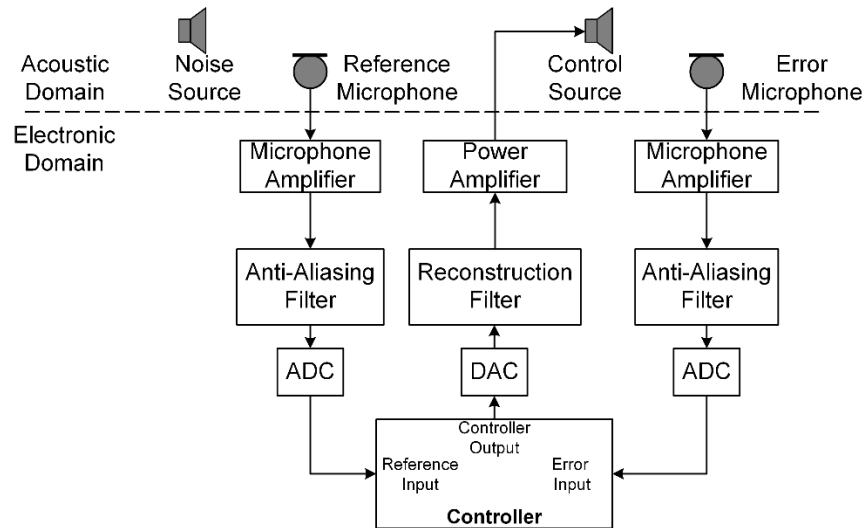 Acoustic
Domain
Noise
Source
Reference
Microphone
Control
Source
Error
Microphone
Electronic
Domain
Microphone
Amplifier
Power
Amplifier
Microphone
Amplifier
Anti-Aliasing
Filter
Reconstruction
Filter
Anti-Aliasing
Filter
ADC
DAC
ADC
Controller
Output
Reference
Input
Error
Input
Controller